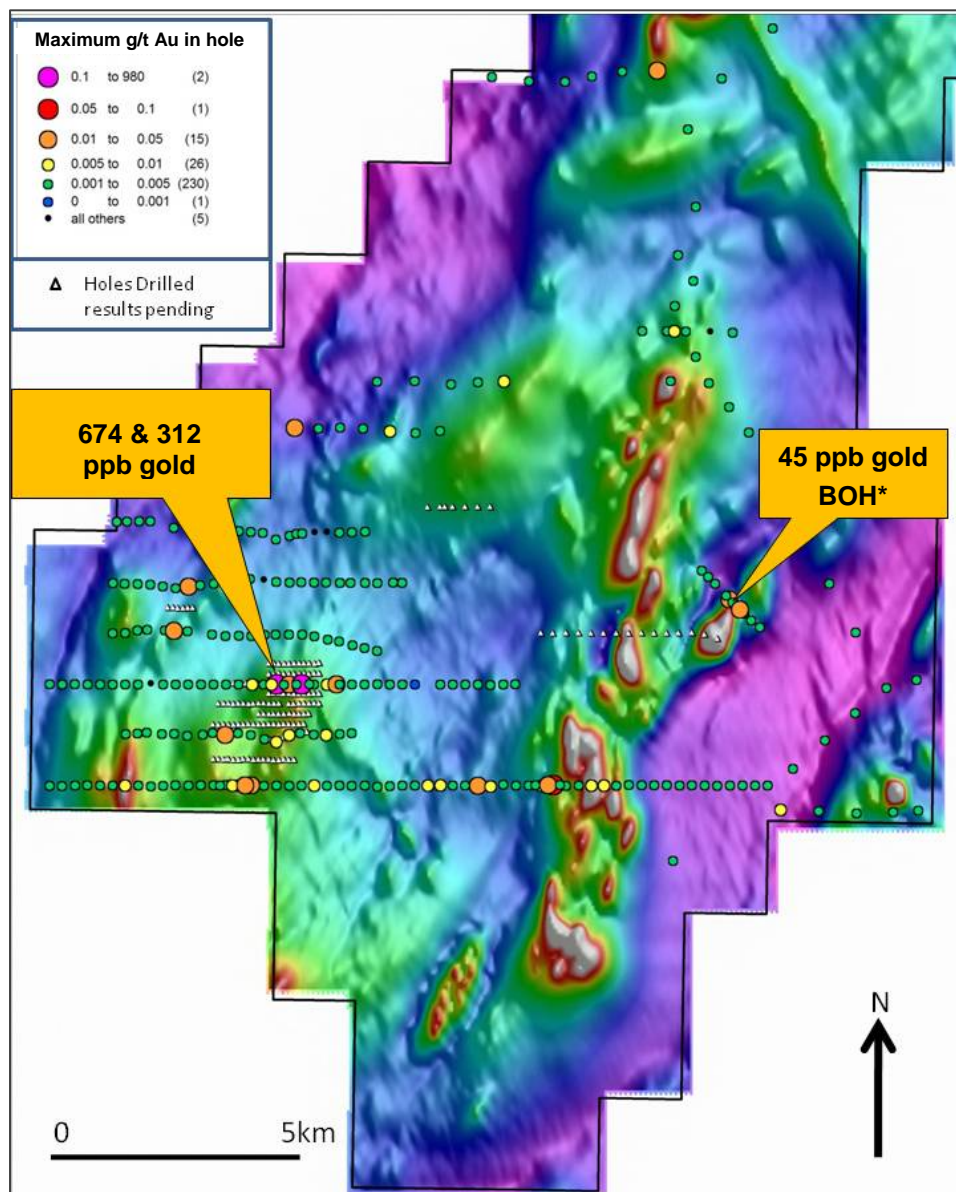 Maximum g/t Au in hole
0.1 to 980 (2)
0.05 to 0.1 (1)
0.01 to 0.05 (15)
0.005 to 0.01 (26)
0.001 to 0.005 (230)
0 to 0.001 (1)
all others (5)
Holes Drilled
results pending
674 & 312
ppb gold
45 ppb gold
BOH*
N
0 5km